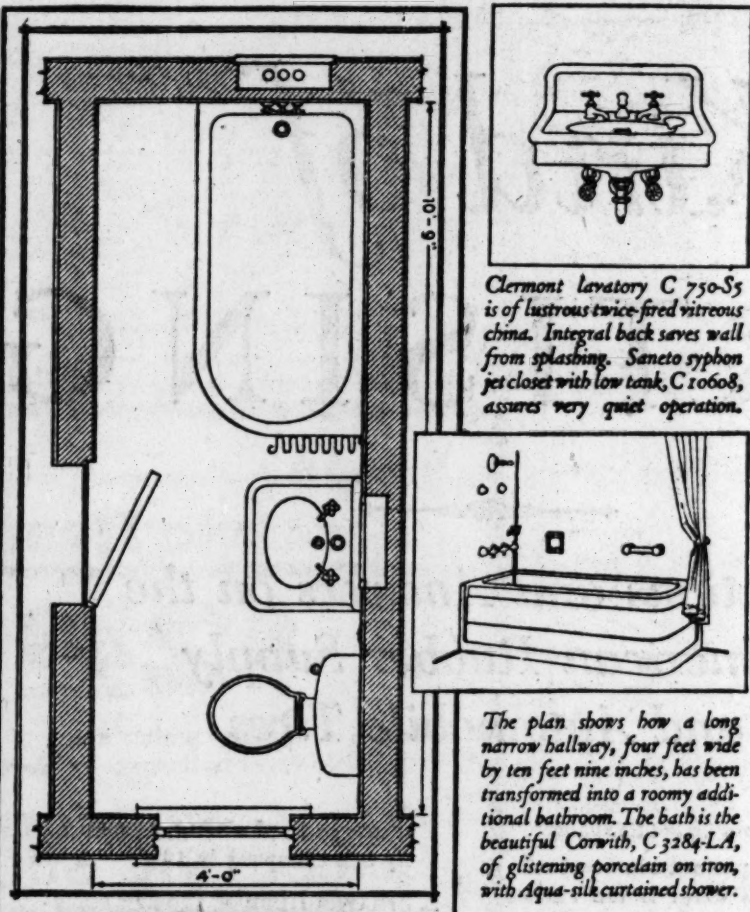 10'-9"
4'-0"
Clermont lavatory C 750-S5
is of lustrous twice-fired vitreous
china. Integral back saves wall
from splashing. Saneto syphon
jet closet with low tank, C 10608,
assures very quiet operation.
The plan shows how a long
narrow hallway, four feet wide
by ten feet nine inches, has been
transformed into a roomy addi-
tional bathroom. The bath is the
beautiful Corwith, C 3284-LA,
of glistening porcelain on iron,
with Aqua-silk curtained shower.